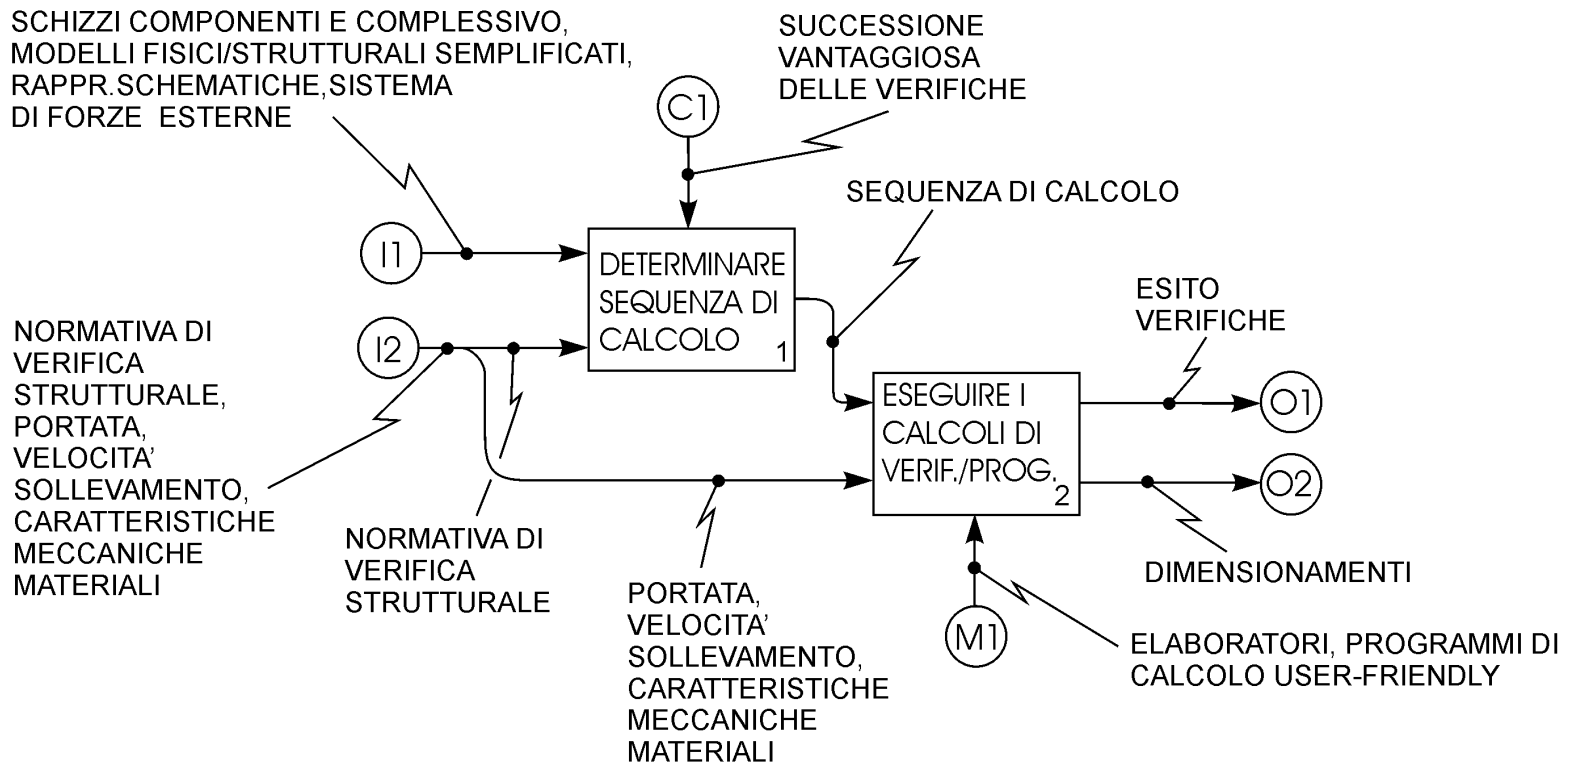 SCHIZZI COMPONENTI E COMPLESSIVO,
MODELLI FISICI/STRUTTURALI SEMPLIFICATI,
RAPPR.SCHEMATICHE,SISTEMA
DI FORZE ESTERNE
SUCCESSIONE
VANTAGGIOSA
DELLE VERIFICHE
C1
SEQUENZA DI CALCOLO
I1
DETERMINARE
SEQUENZA DI
CALCOLO
1
ESITO
VERIFICHE
NORMATIVA DI
VERIFICA
STRUTTURALE,
PORTATA,
VELOCITA'
SOLLEVAMENTO,
CARATTERISTICHE
MECCANICHE
MATERIALI
I2
ESEGUIRE I
CALCOLI DI
VERIF./PROG.
2
O1
O2
NORMATIVA DI
VERIFICA
STRUTTURALE
DIMENSIONAMENTI
PORTATA,
VELOCITA'
SOLLEVAMENTO,
CARATTERISTICHE
MECCANICHE
MATERIALI
M1
ELABORATORI, PROGRAMMI DI
CALCOLO USER-FRIENDLY